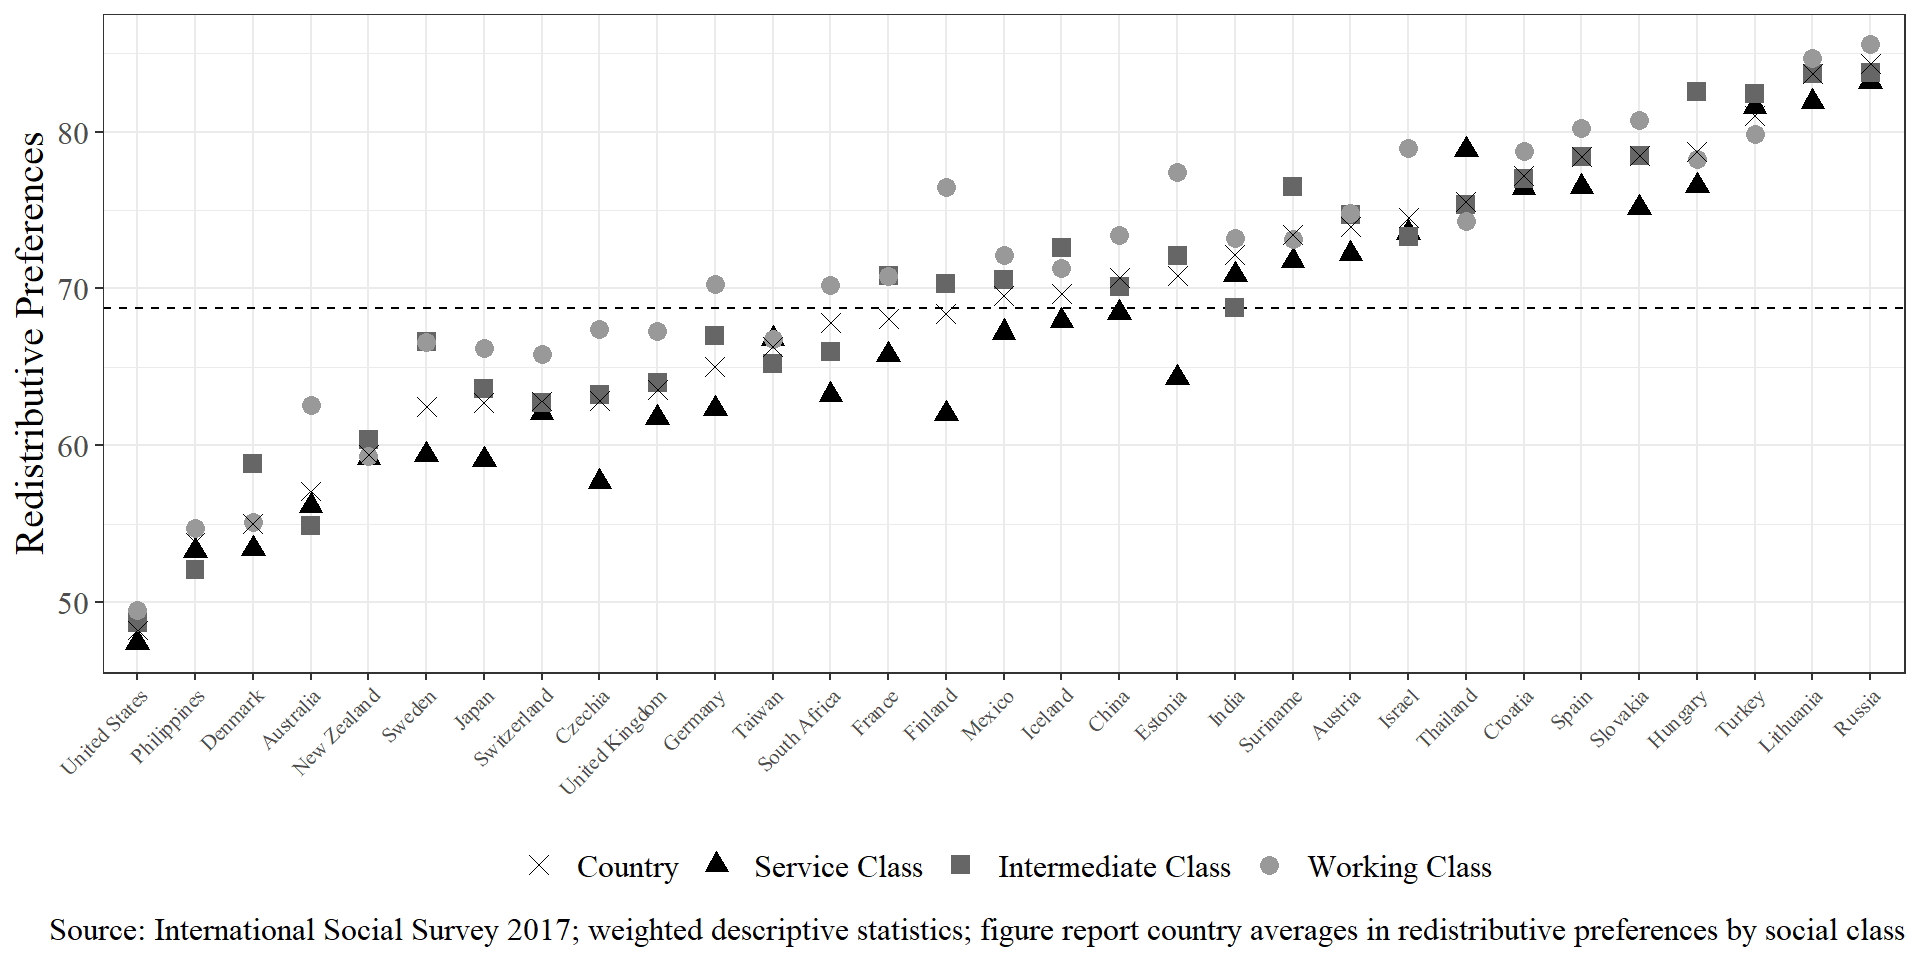 Redistributive Preferences
80
70
60
50
United States
Philippines
Denmark
Australia
New Zealand
Sweden
Japan
Switzerland
Czechia
United Kingdom
Germany
Taiwan
South Africa
France
Finland
Mexico
Iceland
China
Estonia
India
Suriname
Austria
Israel
Thailand
Croatia
Spain
Slovakia
Hungary
Turkey
Lithuania
Russia
Country Service Class Intermediate Class Working Class
Source: International Social Survey 2017; weighted descriptive statistics; figure report country averages in redistributive preferences by social class